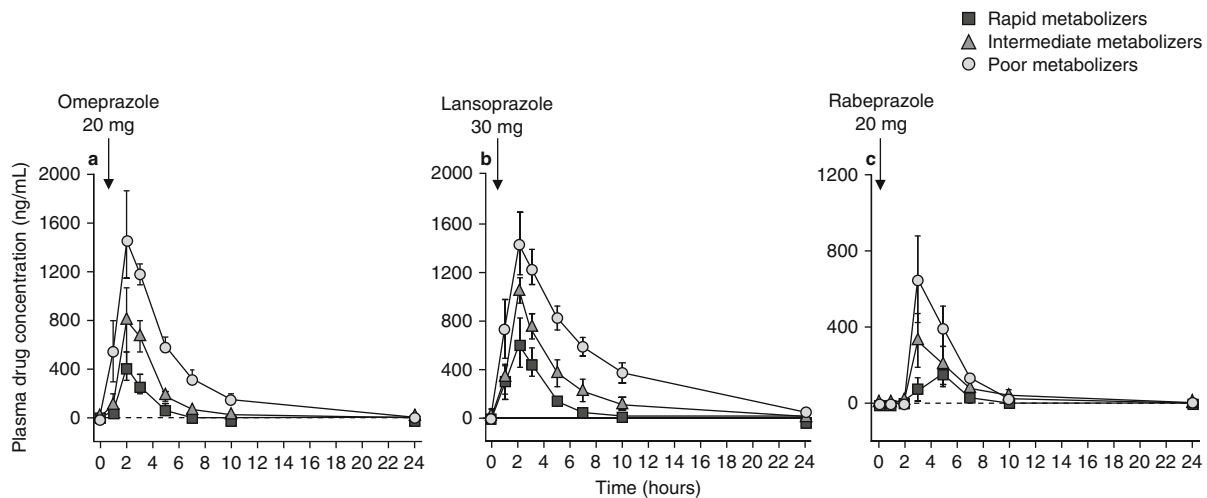 Rapid metabolizers
Intermediate metabolizers
Poor metabolizers
Omeprazole
20 mg
Lansoprazole
30 mg
Rabeprazole
20 mg
a
b
c
Plasma drug concentration (ng/mL)
2000
1600
1200
800
400
0
0 2 4 6 8 10 12 14 16 18 20 22 24
2000
1600
1200
800
400
0
0 2 4 6 8 10 12 14 16 18 20 22 24
1200
800
400
0
0 2 4 6 8 10 12 14 16 18 20 22 24
Time (hours)